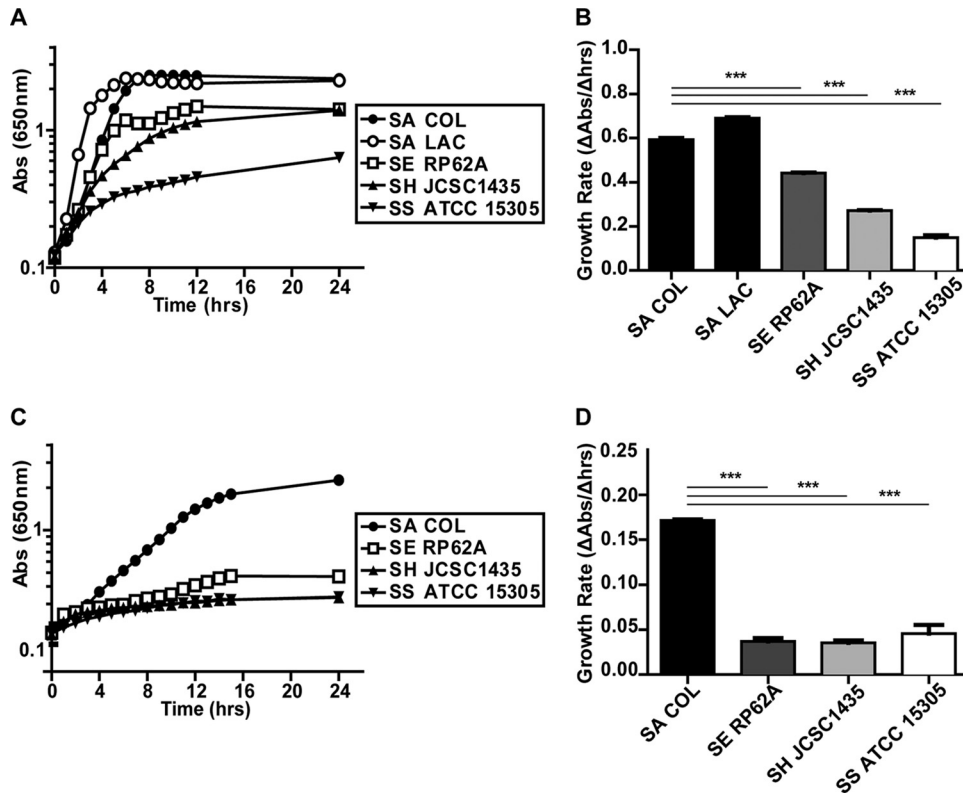 A
Abs (650nm)
1
0.1
0 4 8 12 16 20 24
Time (hrs)
SA COL
SA LAC
SE RP62A
SH JCSC1435
SS ATCC 15305
B
Growth Rate (ΔAbs/Δhrs)
1.0
0.8
0.6
0.4
0.2
0.0
***
***
***
SA COL
SA LAC
SE RP62A
SH JCSC1435
SS ATCC 15305
C
Abs (650nm)
1
0.1
0 4 8 12 16 20 24
Time (hrs)
SA COL
SE RP62A
SH JCSC1435
SS ATCC 15305
D
Growth Rate (ΔAbs/Δhrs)
0.25
0.20
0.15
0.10
0.05
0.00
***
***
***
SA COL
SE RP62A
SH JCSC1435
SS ATCC 15305